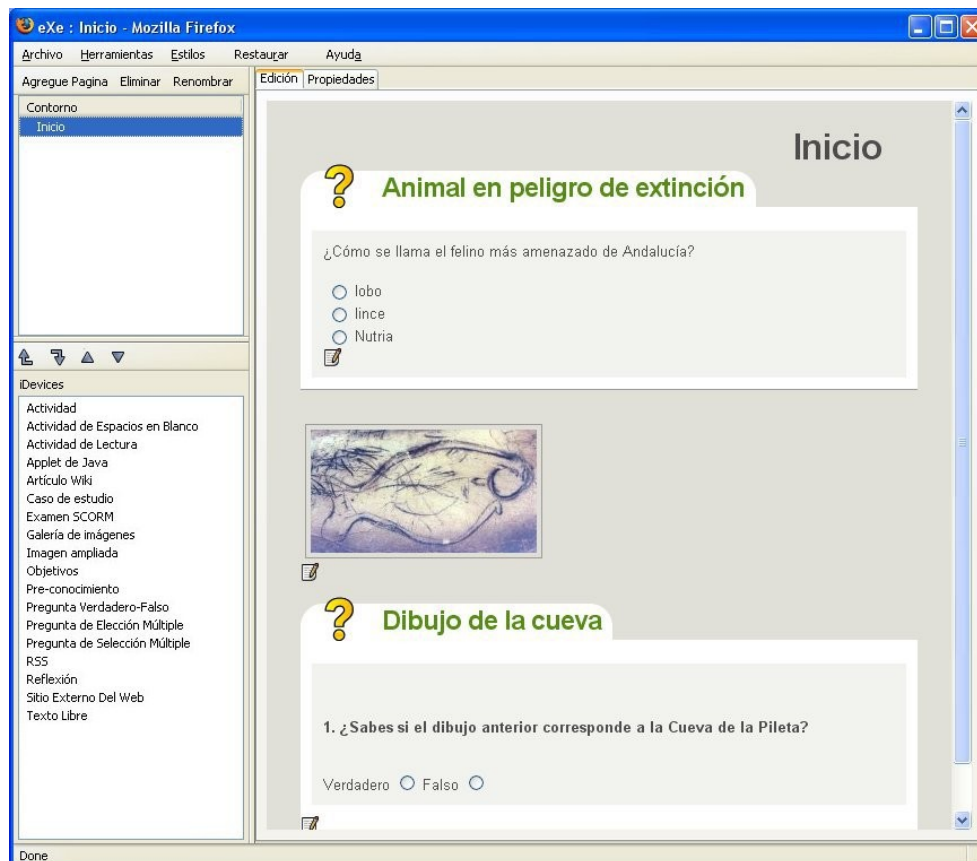 eXe : Inicio - Mozilla Firefox
Archivo Herramientas Estilos Restaurar Ayuda
Agregue Pagina Eliminar Renombrar
Edición Propiedades
Contorno
Inicio
iDevices
Actividad
Actividad de Espacios en Blanco
Actividad de Lectura
Applet de Java
Artículo Wiki
Caso de estudio
Examen SCORM
Galería de imágenes
Imagen ampliada
Objetivos
Pre-conocimiento
Pregunta Verdadero-Falso
Pregunta de Elección Múltiple
Pregunta de Selección Múltiple
RSS
Reflexión
Sitio Externo Del Web
Texto Libre
Inicio
? Animal en peligro de extinción
¿Cómo se llama el felino más amenazado de Andalucía?
lobo
lince
Nutria
? Dibujo de la cueva
1. ¿Sabes si el dibujo anterior corresponde a la Cueva de la Pileta?
Verdadero Falso
Done